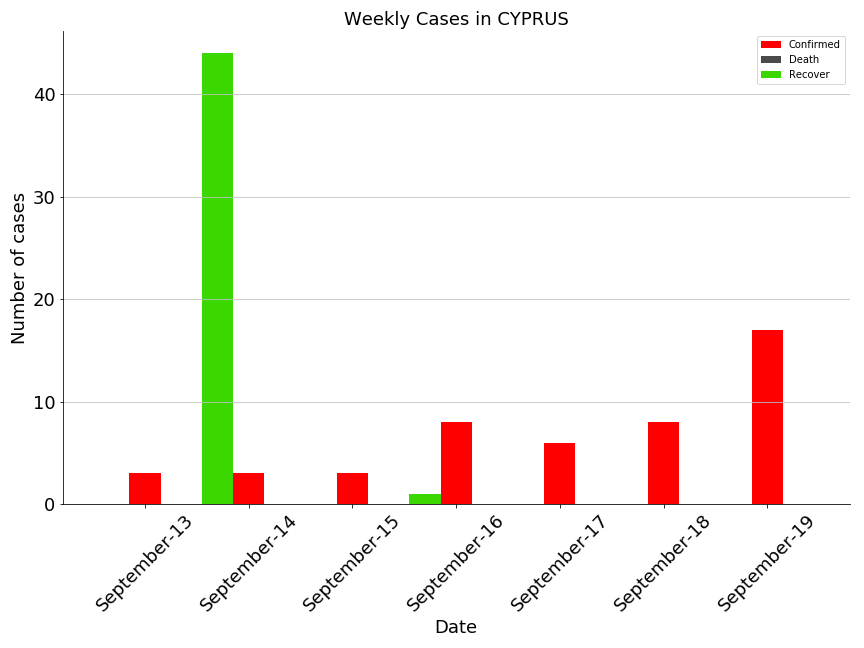 Weekly Cases in CYPRUS
Confirmed
Death
Recover
Number of cases
40
30
20
10
0
September-13
September-14
September-15
September-16
September-17
September-18
September-19
Date